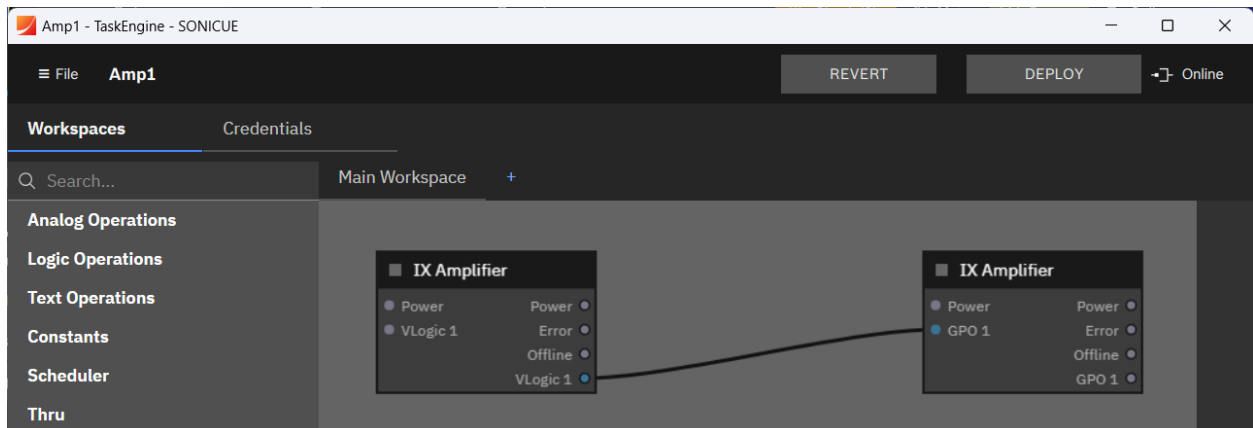 Amp1 - TaskEngine - SONICUE
File Amp1 REVERT DEPLOY Online
Workspaces Credentials
Search... Main Workspace +
Analog Operations
Logic Operations
Text Operations
Constants
Scheduler
Thru
IX Amplifier
Power Power
VLogic 1 Error
Offline
VLogic 1
IX Amplifier
Power Power
GPO 1 Error
Offline
GPO 1